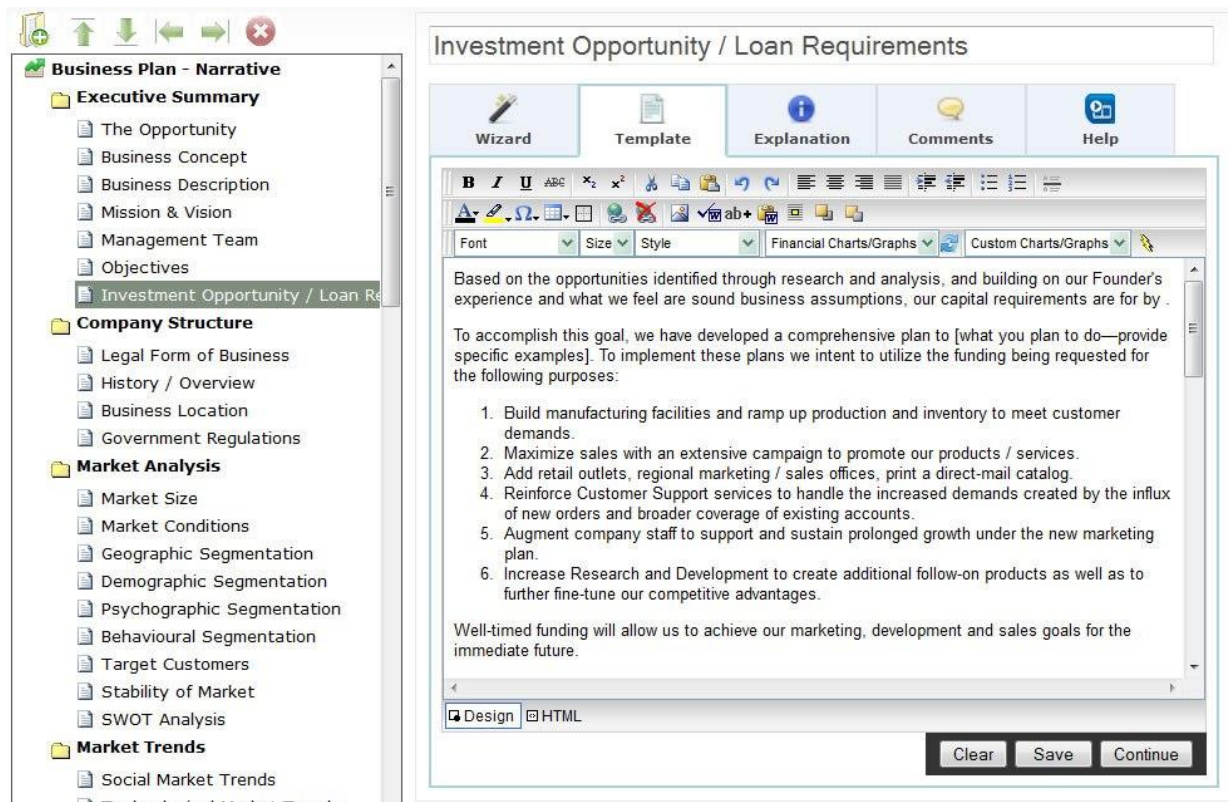 Business Plan - Narrative
Executive Summary
The Opportunity
Business Concept
Business Description
Mission & Vision
Management Team
Objectives
Investment Opportunity / Loan Re
Company Structure
Legal Form of Business
History / Overview
Business Location
Government Regulations
Market Analysis
Market Size
Market Conditions
Geographic Segmentation
Demographic Segmentation
Psychographic Segmentation
Behavioural Segmentation
Target Customers
Stability of Market
SWOT Analysis
Market Trends
Social Market Trends
Investment Opportunity / Loan Requirements
Wizard
Template
Explanation
Comments
Help
B I U ABC x₂ x²
A Ω ab+
Font Size Style Financial Charts/Graphs Custom Charts/Graphs
Based on the opportunities identified through research and analysis, and building on our Founder's
experience and what we feel are sound business assumptions, our capital requirements are for by .
To accomplish this goal, we have developed a comprehensive plan to [what you plan to do—provide
specific examples]. To implement these plans we intent to utilize the funding being requested for
the following purposes:
1. Build manufacturing facilities and ramp up production and inventory to meet customer
demands.
2. Maximize sales with an extensive campaign to promote our products / services.
3. Add retail outlets, regional marketing / sales offices, print a direct-mail catalog.
4. Reinforce Customer Support services to handle the increased demands created by the influx
of new orders and broader coverage of existing accounts.
5. Augment company staff to support and sustain prolonged growth under the new marketing
plan.
6. Increase Research and Development to create additional follow-on products as well as to
further fine-tune our competitive advantages.
Well-timed funding will allow us to achieve our marketing, development and sales goals for the
immediate future.
Design HTML
Clear Save Continue